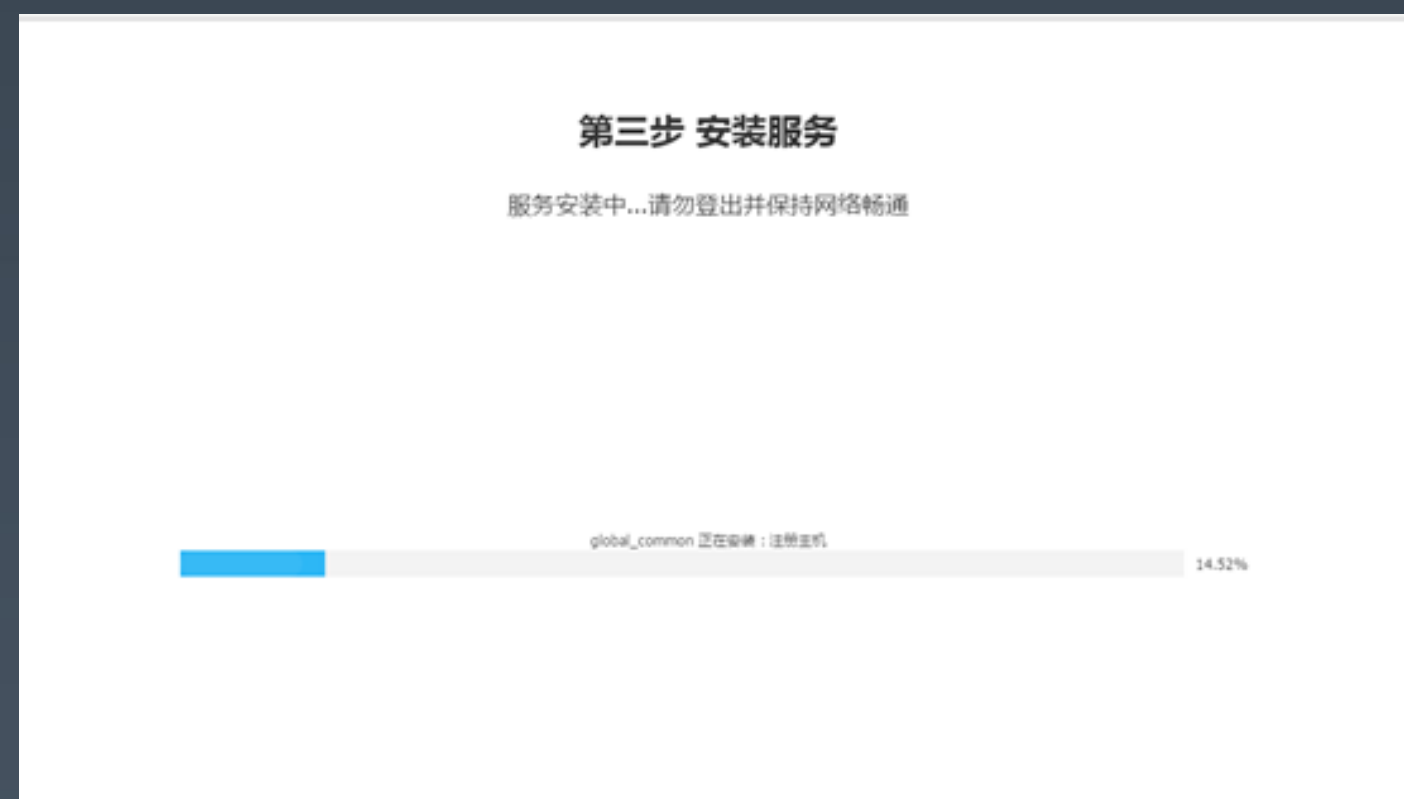 第三步 安装服务
服务安装中...请勿登出并保持网络畅通
global_common 正在安装：注册主机
14.52%